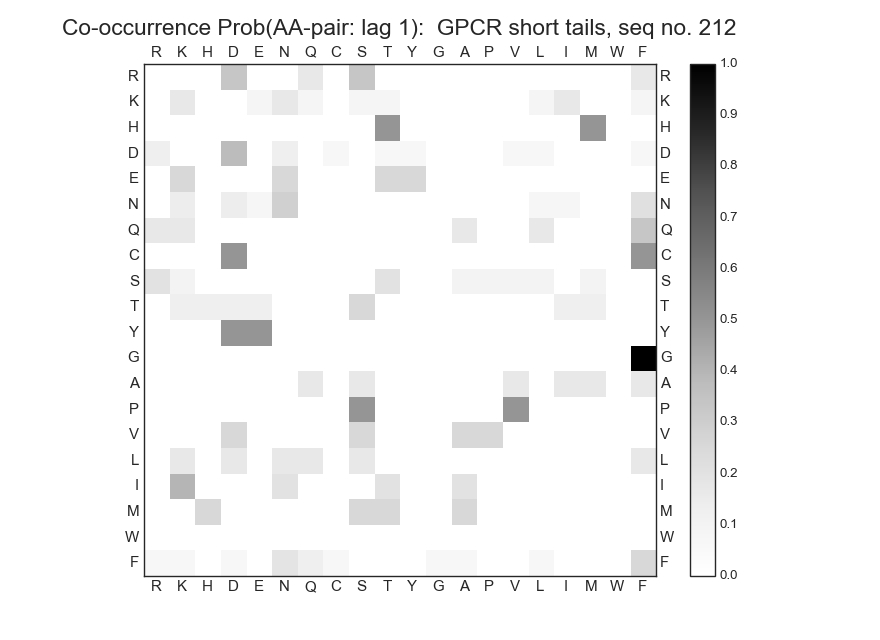 Co-occurrence Prob(AA-pair: lag 1):  GPCR short tails, seq no. 212
R K H D E N Q C S T Y G A P V L I M W F
R R 1.0
K K 0.9
H H
D D 0.8
E E
N N 0.7
Q Q
C C 0.6
S S
T T 0.5
Y Y
G G 0.4
A A
P P 0.3
V V
L L 0.2
I I
M M 0.1
W W
F F 0.0
R K H D E N Q C S T Y G A P V L I M W F